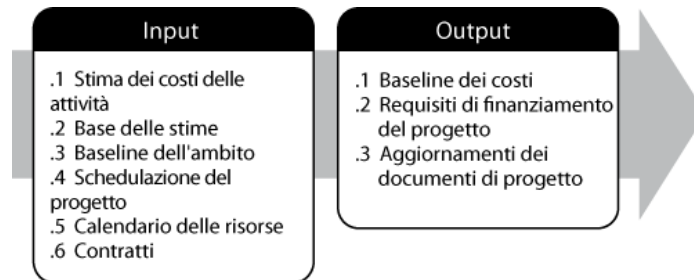 Input
.1 Stima dei costi delle
attività
.2 Base delle stime
.3 Baseline dell'ambito
.4 Schedulazione del
progetto
.5 Calendario delle risorse
.6 Contratti
Output
.1 Baseline dei costi
.2 Requisiti di finanziamento
del progetto
.3 Aggiornamenti dei
documenti di progetto